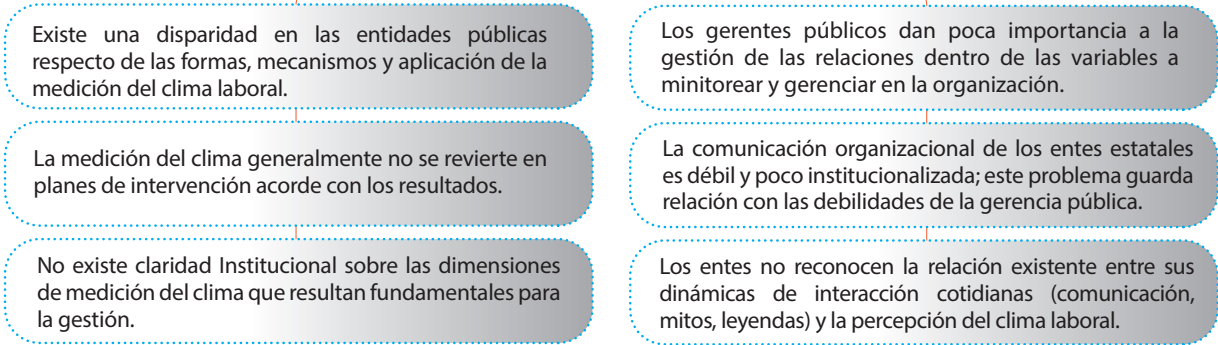 Existe una disparidad en las entidades públicas
respecto de las formas, mecanismos y aplicación de la
medición del clima laboral.
La medición del clima generalmente no se revierte en
planes de intervención acorde con los resultados.
No existe claridad Institucional sobre las dimensiones
de medición del clima que resultan fundamentales para
la gestión.
Los gerentes públicos dan poca importancia a la
gestión de las relaciones dentro de las variables a
minitorear y gerenciar en la organización.
La comunicación organizacional de los entes estatales
es débil y poco institucionalizada; este problema guarda
relación con las debilidades de la gerencia pública.
Los entes no reconocen la relación existente entre sus
dinámicas de interacción cotidianas (comunicación,
mitos, leyendas) y la percepción del clima laboral.